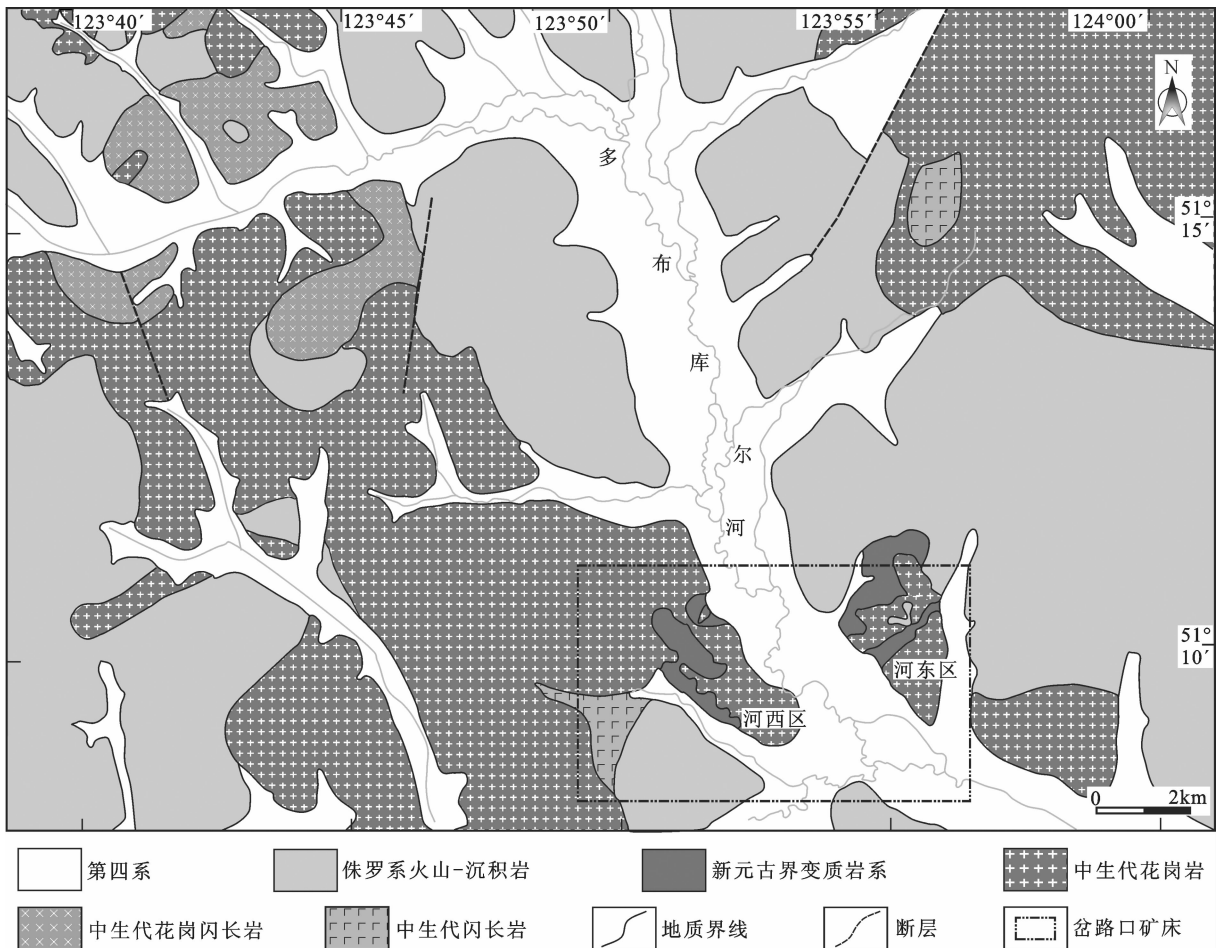 123°40′ 123°45′ 123°50′ 123°55′ 124°00′
N
多
布
库
尔
河
51°
15′
51°
10′
河东区
河西区
0 2km
第四系 侏罗系火山-沉积岩 新元古界变质岩系 中生代花岗岩
中生代花岗闪长岩 中生代闪长岩 地质界线 断层 岔路口矿床